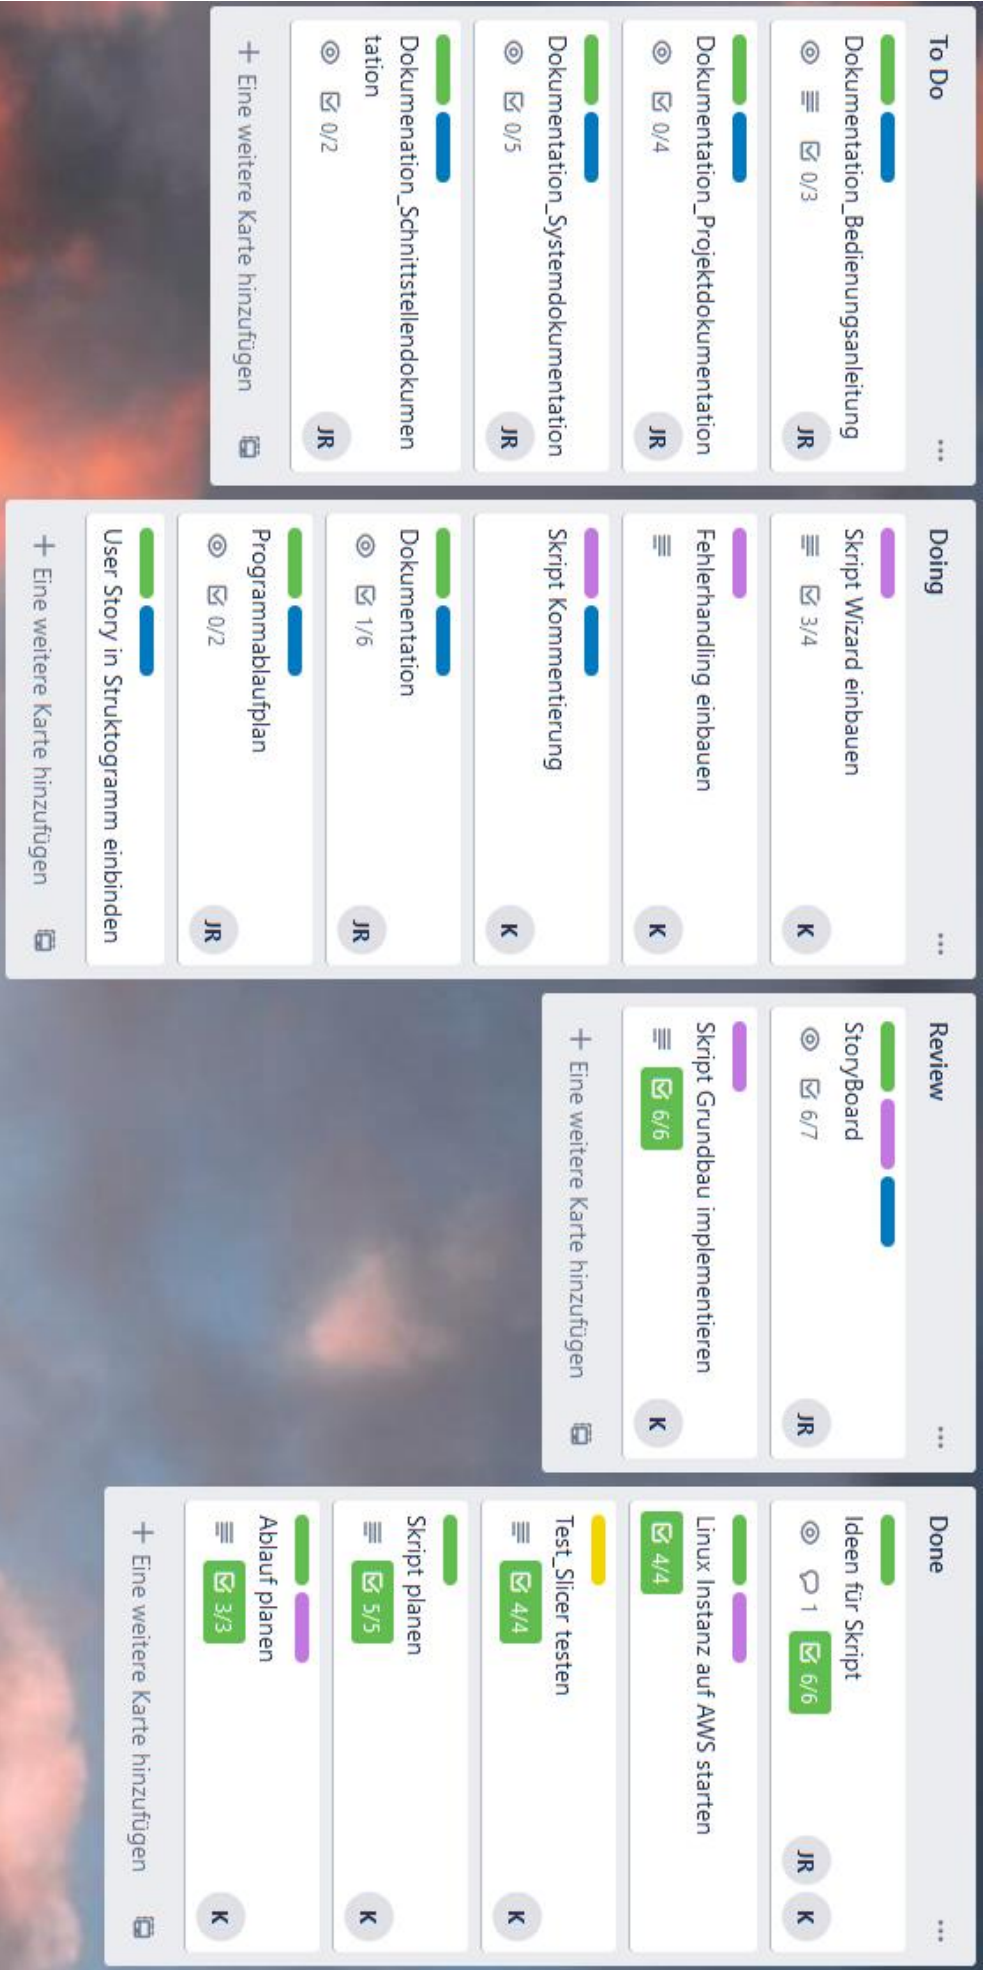 To Do
Dokumentation_Bedienungsanleitung
0/3
JR
Dokumentation_Projektdokumentation
0/4
JR
Dokumentation_Systemdokumentation
0/5
JR
Dokumenation_Schnittstellendokumen
tation
0/2
JR
+ Eine weitere Karte hinzufügen
Doing
Skript Wizard einbauen
3/4
K
Fehlerhandling einbauen
K
Skript Kommentierung
K
Dokumentation
1/6
JR
Programmablaufplan
0/2
JR
User Story in Struktogramm einbinden
+ Eine weitere Karte hinzufügen
Review
StoryBoard
6/7
JR
Skript Grundbau implementieren
6/6
K
+ Eine weitere Karte hinzufügen
Done
Ideen für Skript
1 6/6
JR K
Linux Instanz auf AWS starten
4/4
Test_Slicer testen
4/4
K
Skript planen
5/5
K
Ablauf planen
3/3
K
+ Eine weitere Karte hinzufügen